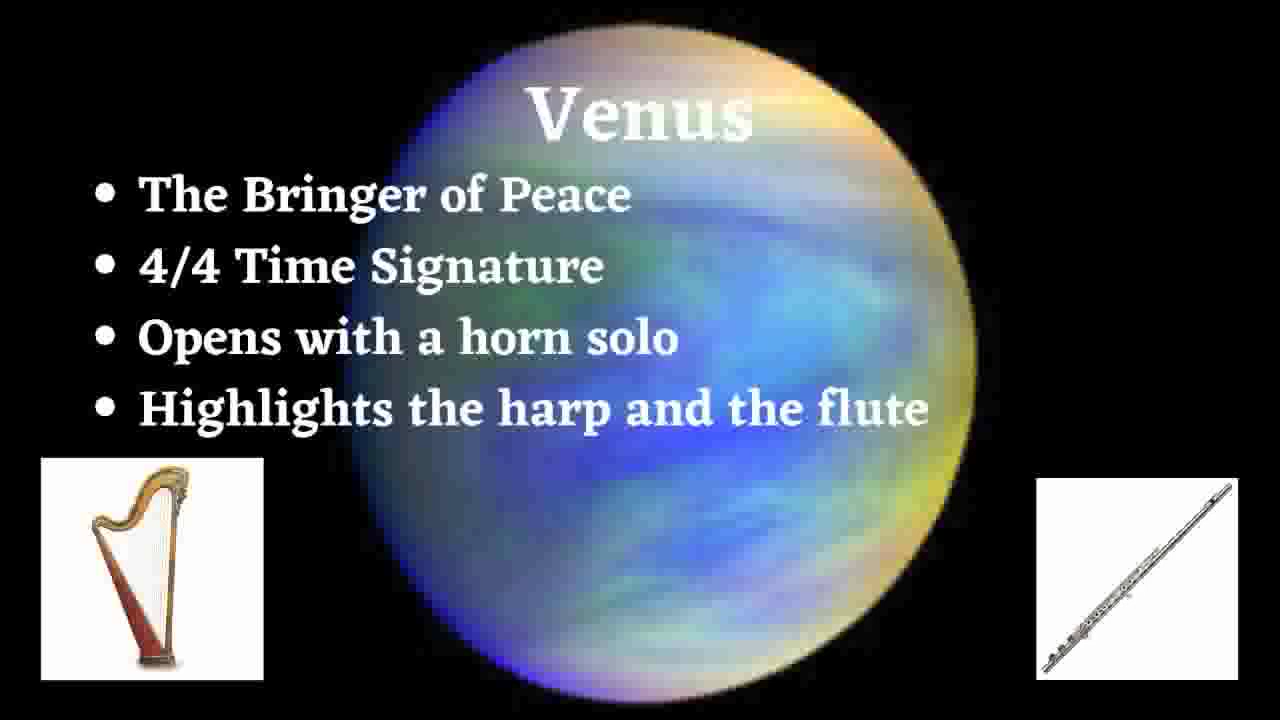 Venus
• The Bringer of Peace
• 4/4 Time Signature
• Opens with a horn solo
• Highlights the harp and the flute